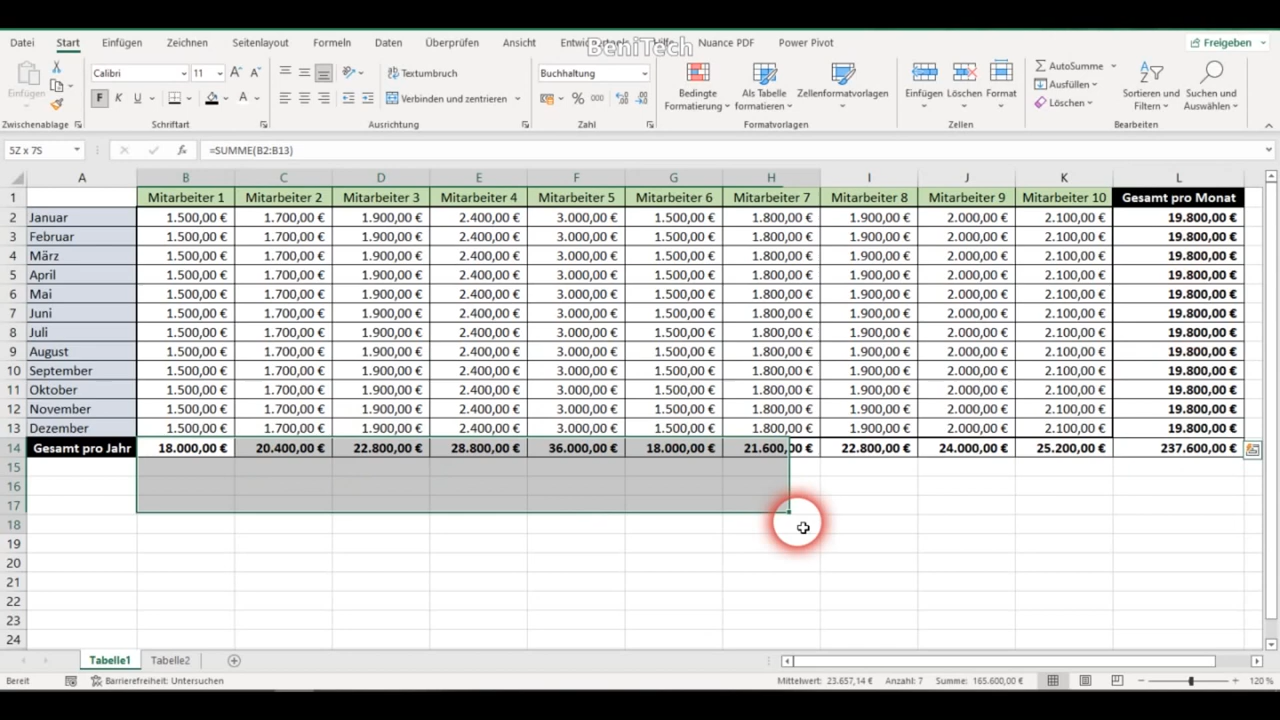 Datei Start Einfügen Zeichnen Seitenlayout Formeln Daten Überprüfen Ansicht Nuance PDF Power Pivot Freigeben
BeniTech
Einfügen
Calibri 11
F K U
Textumbruch
Verbinden und zentrieren
Buchhaltung
% 000
Bedingte Formatierung
Als Tabelle formatieren
Zellenformatvorlagen
Einfügen Löschen Format
AutoSumme
Ausfüllen
Löschen
Sortieren und Filtern
Suchen und Auswählen
Zwischenablage Schriftart Ausrichtung Zahl Formatvorlagen Zellen Bearbeiten
5Z x 7S fx =SUMME(B2:B13)
A B C D E F G H I J K L
1 Mitarbeiter 1 Mitarbeiter 2 Mitarbeiter 3 Mitarbeiter 4 Mitarbeiter 5 Mitarbeiter 6 Mitarbeiter 7 Mitarbeiter 8 Mitarbeiter 9 Mitarbeiter 10 Gesamt pro Monat
2 Januar 1.500,00 € 1.700,00 € 1.900,00 € 2.400,00 € 3.000,00 € 1.500,00 € 1.800,00 € 1.900,00 € 2.000,00 € 2.100,00 € 19.800,00 €
3 Februar 1.500,00 € 1.700,00 € 1.900,00 € 2.400,00 € 3.000,00 € 1.500,00 € 1.800,00 € 1.900,00 € 2.000,00 € 2.100,00 € 19.800,00 €
4 März 1.500,00 € 1.700,00 € 1.900,00 € 2.400,00 € 3.000,00 € 1.500,00 € 1.800,00 € 1.900,00 € 2.000,00 € 2.100,00 € 19.800,00 €
5 April 1.500,00 € 1.700,00 € 1.900,00 € 2.400,00 € 3.000,00 € 1.500,00 € 1.800,00 € 1.900,00 € 2.000,00 € 2.100,00 € 19.800,00 €
6 Mai 1.500,00 € 1.700,00 € 1.900,00 € 2.400,00 € 3.000,00 € 1.500,00 € 1.800,00 € 1.900,00 € 2.000,00 € 2.100,00 € 19.800,00 €
7 Juni 1.500,00 € 1.700,00 € 1.900,00 € 2.400,00 € 3.000,00 € 1.500,00 € 1.800,00 € 1.900,00 € 2.000,00 € 2.100,00 € 19.800,00 €
8 Juli 1.500,00 € 1.700,00 € 1.900,00 € 2.400,00 € 3.000,00 € 1.500,00 € 1.800,00 € 1.900,00 € 2.000,00 € 2.100,00 € 19.800,00 €
9 August 1.500,00 € 1.700,00 € 1.900,00 € 2.400,00 € 3.000,00 € 1.500,00 € 1.800,00 € 1.900,00 € 2.000,00 € 2.100,00 € 19.800,00 €
10 September 1.500,00 € 1.700,00 € 1.900,00 € 2.400,00 € 3.000,00 € 1.500,00 € 1.800,00 € 1.900,00 € 2.000,00 € 2.100,00 € 19.800,00 €
11 Oktober 1.500,00 € 1.700,00 € 1.900,00 € 2.400,00 € 3.000,00 € 1.500,00 € 1.800,00 € 1.900,00 € 2.000,00 € 2.100,00 € 19.800,00 €
12 November 1.500,00 € 1.700,00 € 1.900,00 € 2.400,00 € 3.000,00 € 1.500,00 € 1.800,00 € 1.900,00 € 2.000,00 € 2.100,00 € 19.800,00 €
13 Dezember 1.500,00 € 1.700,00 € 1.900,00 € 2.400,00 € 3.000,00 € 1.500,00 € 1.800,00 € 1.900,00 € 2.000,00 € 2.100,00 € 19.800,00 €
14 Gesamt pro Jahr 18.000,00 € 20.400,00 € 22.800,00 € 28.800,00 € 36.000,00 € 18.000,00 € 21.600,00 € 22.800,00 € 24.000,00 € 25.200,00 € 237.600,00 €
15
16
17
18
19
20
21
22
23
24
Tabelle1 Tabelle2
Bereit Barrierefreiheit: Untersuchen Mittelwert: 23.657,14 € Anzahl: 7 Summe: 165.600,00 € 120 %